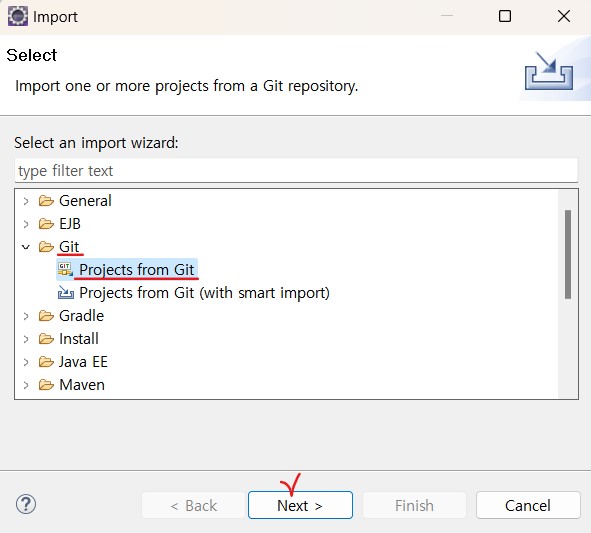 Import
Select
Import one or more projects from a Git repository.
Select an import wizard:
type filter text
General
EJB
Git
GIT Projects from Git
Projects from Git (with smart import)
Gradle
Install
Java EE
Maven
? < Back Next > Finish Cancel